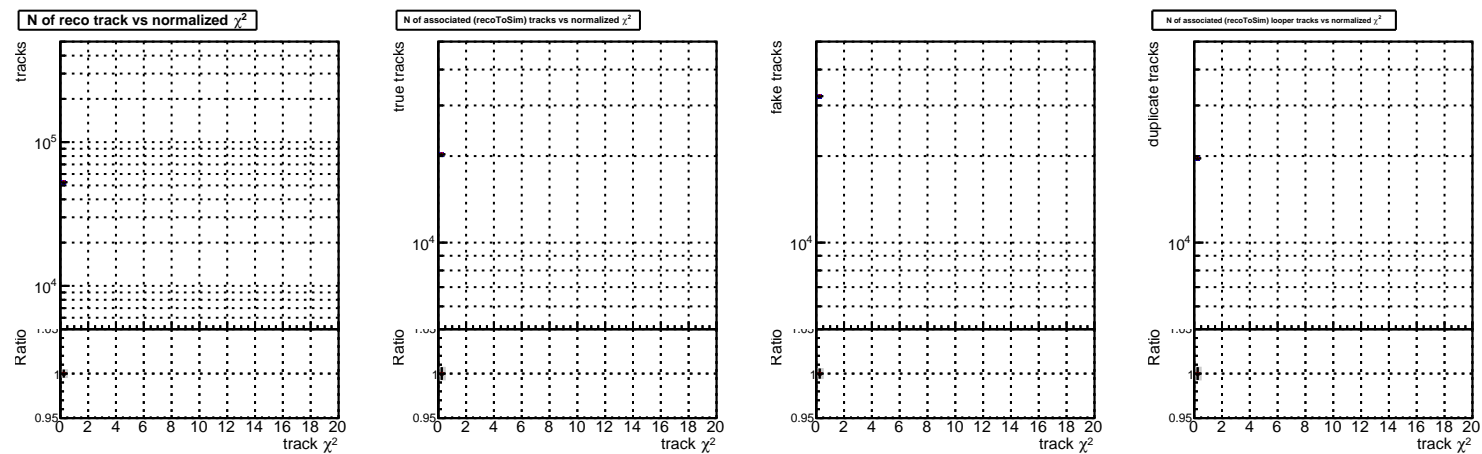 N of reco track vs normalized χ²
tracks
10⁵
10⁴
Ratio
1
0.95
0 2 4 6 8 10 12 14 16 18 20
track χ²
N of associated (recoToSim) tracks vs normalized χ²
true tracks
10⁴
Ratio
1
0.95
0 2 4 6 8 10 12 14 16 18 20
track χ²
fake tracks
10⁴
Ratio
1
0.95
0 2 4 6 8 10 12 14 16 18 20
track χ²
N of associated (recoToSim) looper tracks vs normalized χ²
duplicate tracks
10⁴
Ratio
1
0.95
0 2 4 6 8 10 12 14 16 18 20
track χ²